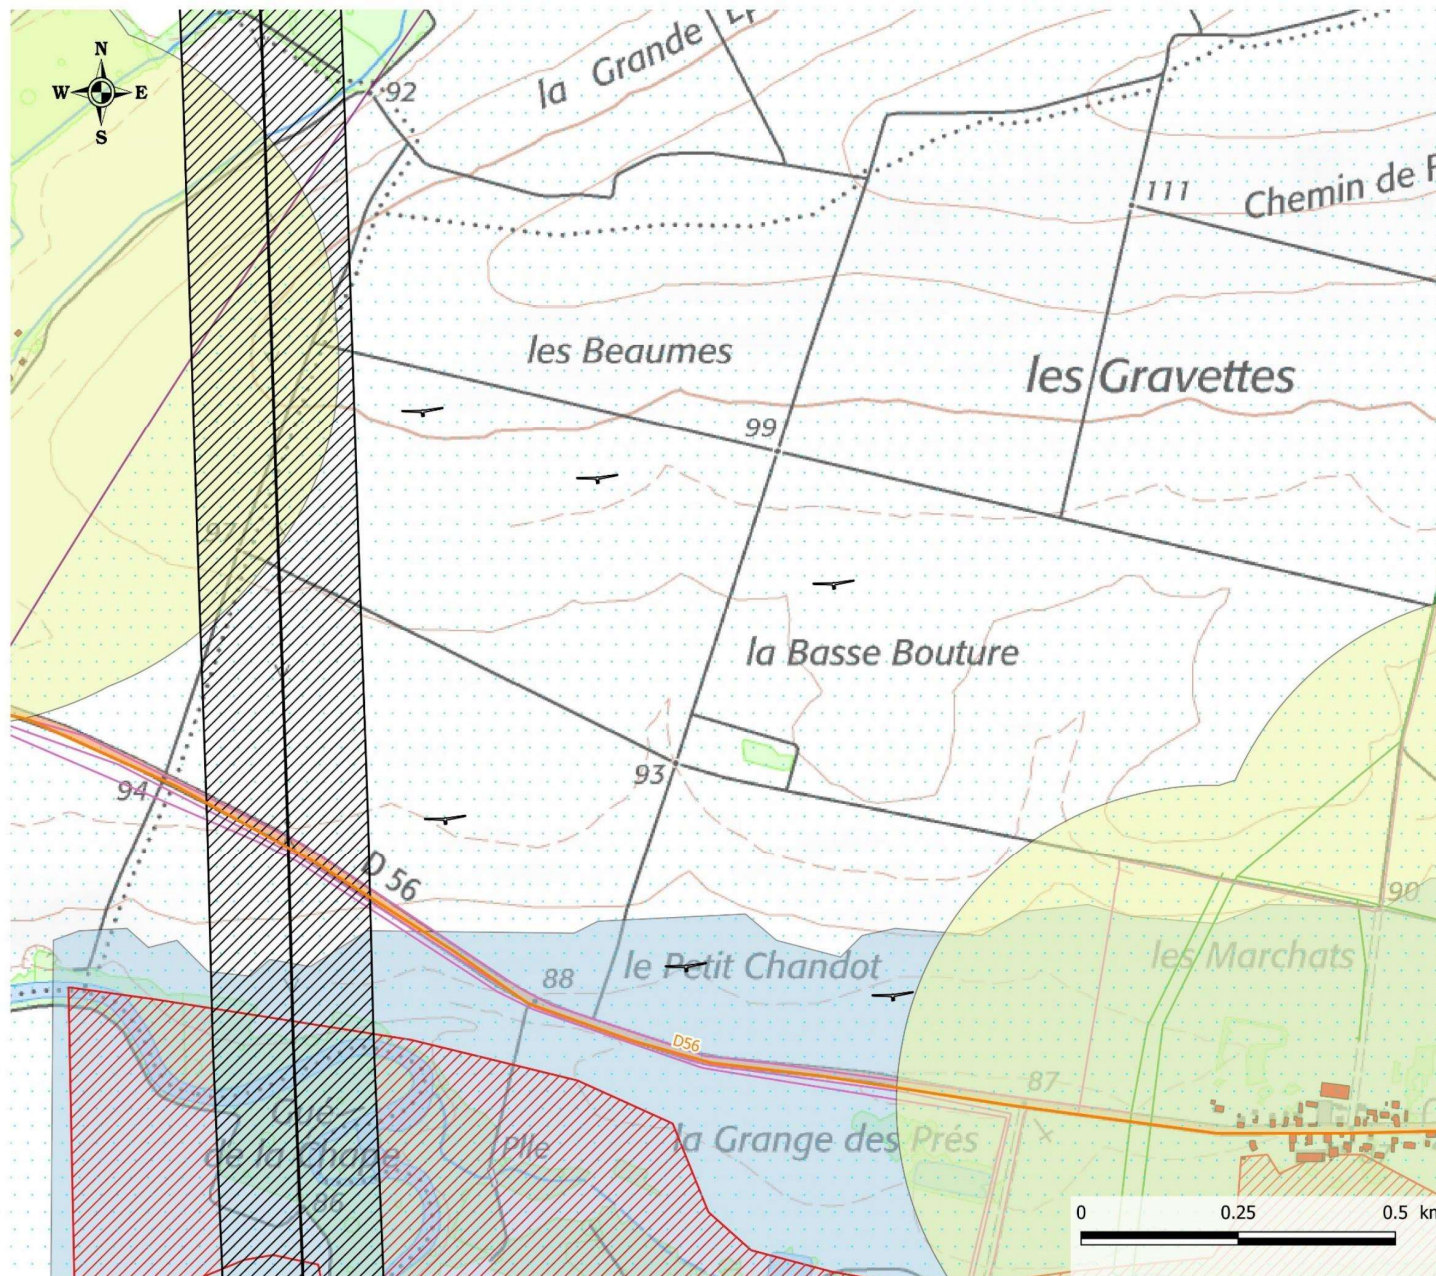 N
W E
S
92
la Grande
111
Chemin de F
les Beaumes
les Gravettes
99
97
la Basse Bouture
93
94
D 56
90
le Petit Chandot
les Marchats
88
D56
87
Gué
de la Chape
Pile
la Grange des Prés
86
0 0.25 0.5 km